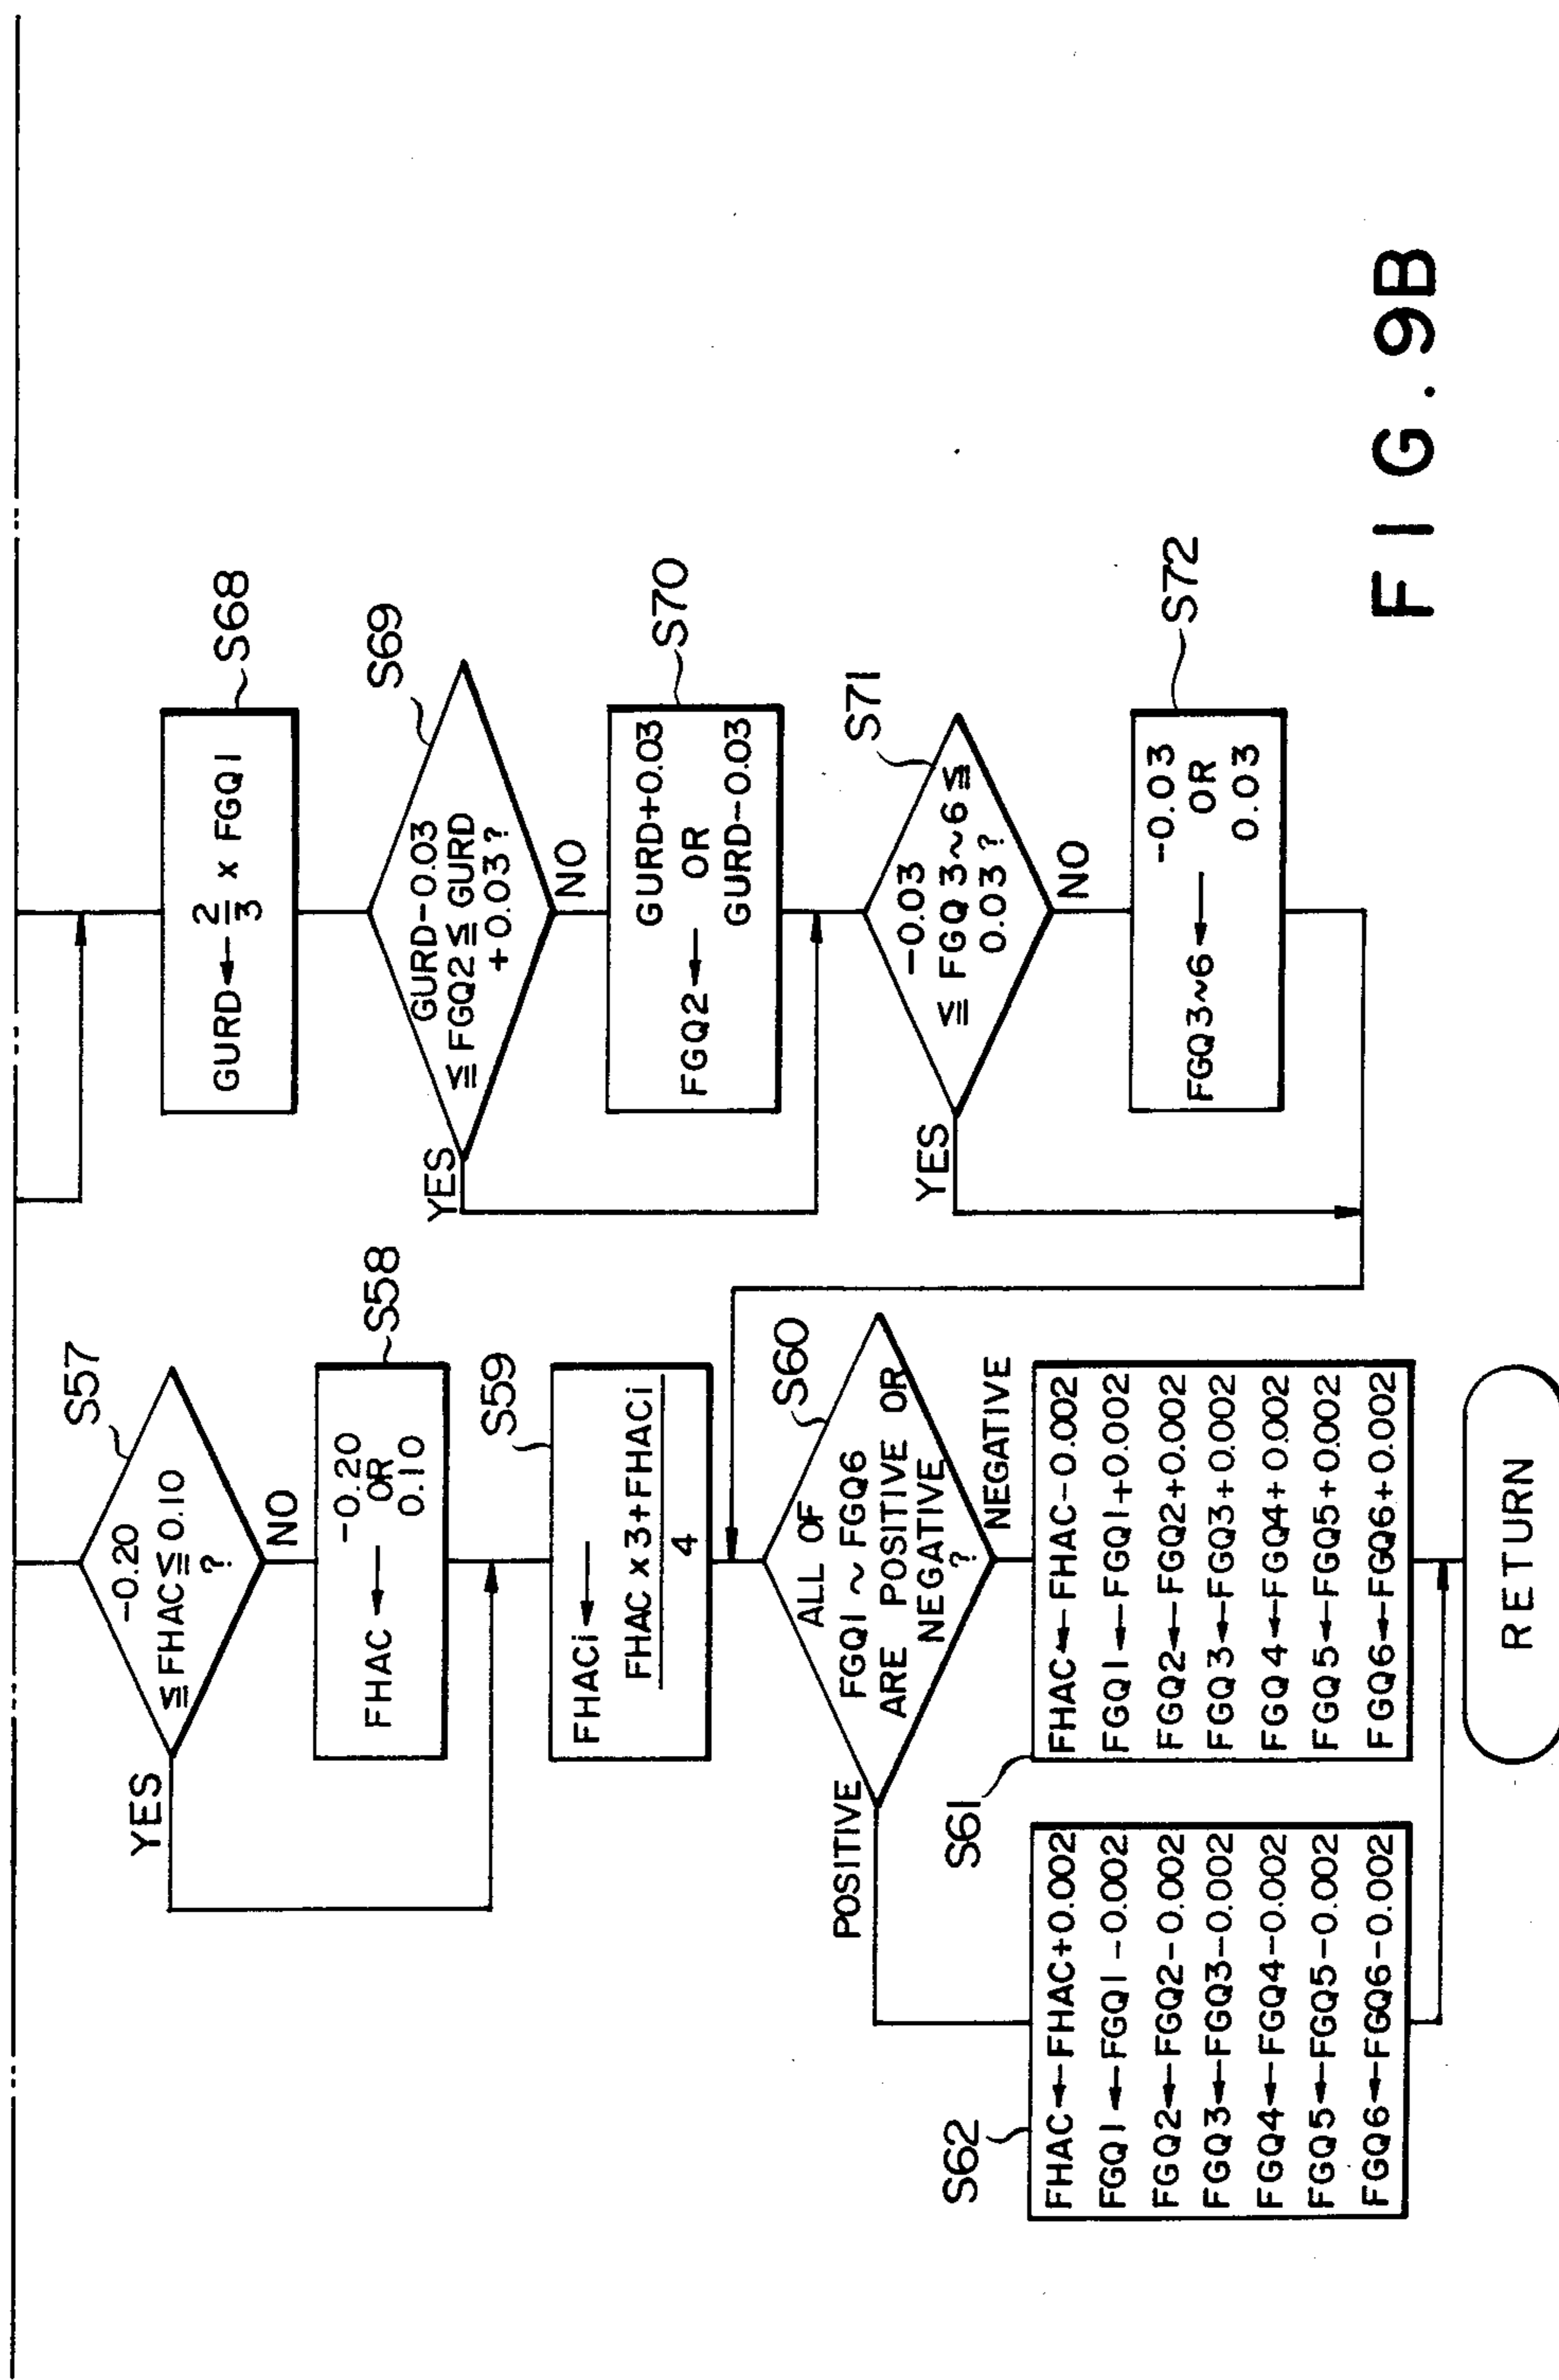 S57
-0.20
≦ FHAC ≦ 0.10
?
YES
NO
S58
-0.20
FHAC ← OR
0.10
S59
FHACi ←
FHAC x 3+FHACi
4
S60
ALL OF
FGQ1 ~ FGQ6
ARE POSITIVE OR
NEGATIVE
?
POSITIVE
NEGATIVE
S61
FHAC←FHAC-0.002
FGQ1←FGQ1+0.002
FGQ2←FGQ2+0.002
FGQ3←FGQ3+0.002
FGQ4←FGQ4+0.002
FGQ5←FGQ5+0.002
FGQ6←FGQ6+0.002
S62
FHAC←FHAC+0.002
FGQ1←FGQ1-0.002
FGQ2←FGQ2-0.002
FGQ3←FGQ3-0.002
FGQ4←FGQ4-0.002
FGQ5←FGQ5-0.002
FGQ6←FGQ6-0.002
RETURN
S68
GURD← 2/3 x FGQ1
S69
GURD-0.03
≦ FGQ2 ≦ GURD
+0.03?
YES
NO
S70
GURD+0.03
FGQ2 ← OR
GURD-0.03
S71
-0.03
≦ FGQ3~6 ≦
0.03?
YES
NO
S72
-0.03
FGQ3~6 ← OR
0.03
FIG. 9B